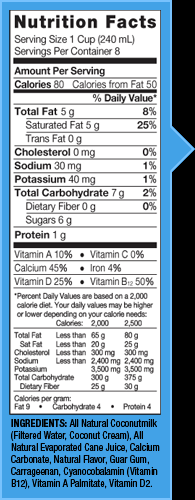 Nutrition Facts
Serving Size 1 Cup (240 mL)
Servings Per Container 8
Amount Per Serving
Calories 80 Calories from Fat 50
% Daily Value*
Total Fat 5 g 8%
Saturated Fat 5 g 25%
Trans Fat 0 g
Cholesterol 0 mg 0%
Sodium 30 mg 1%
Potassium 40 mg 1%
Total Carbohydrate 7 g 2%
Dietary Fiber 0 g 0%
Sugars 6 g
Protein 1 g
Vitamin A 10% • Vitamin C 0%
Calcium 45% • Iron 4%
Vitamin D 25% • Vitamin B12 50%
*Percent Daily Values are based on a 2,000
calorie diet. Your daily values may be higher
or lower depending on your calorie needs:
Calories: 2,000 2,500
Total Fat Less than 65 g 80 g
Sat Fat Less than 20 g 25 g
Cholesterol Less than 300 mg 300 mg
Sodium Less than 2,400 mg 2,400 mg
Potassium 3,500 mg 3,500 mg
Total Carbohydrate 300 g 375 g
Dietary Fiber 25 g 30 g
Calories per gram:
Fat 9 • Carbohydrate 4 • Protein 4
INGREDIENTS: All Natural Coconutmilk
(Filtered Water, Coconut Cream), All
Natural Evaporated Cane Juice, Calcium
Carbonate, Natural Flavor, Guar Gum,
Carrageenan, Cyanocobalamin (Vitamin
B12), Vitamin A Palmitate, Vitamin D2.